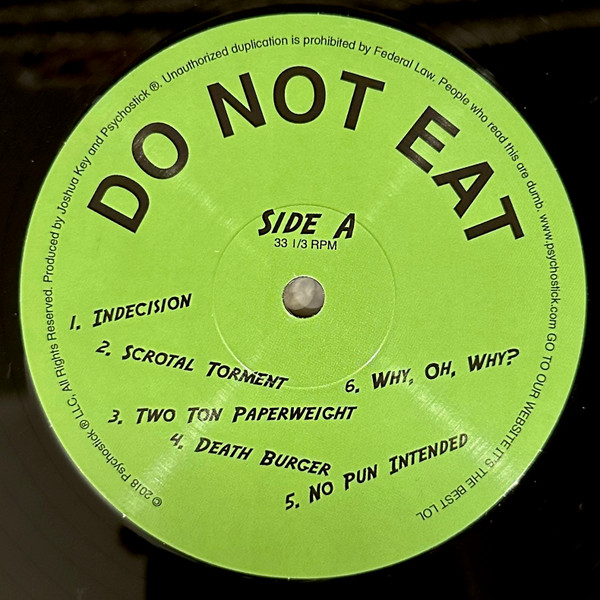 DO NOT EAT
SIDE A
33 1/3 RPM
1. INDECISION
2. SCROTAL TORMENT
3. TWO TON PAPERWEIGHT
4. DEATH BURGER
5. NO PUN INTENDED
6. WHY, OH, WHY?
©2018 Psychostick ® LLC, All Rights Reserved. Produced by Joshua Key and Psychostick ®. Unauthorized duplication is prohibited by Federal Law. People who read this are dumb. www.psychostick.com GO TO OUR WEBSITE IT'S THE BEST LOL